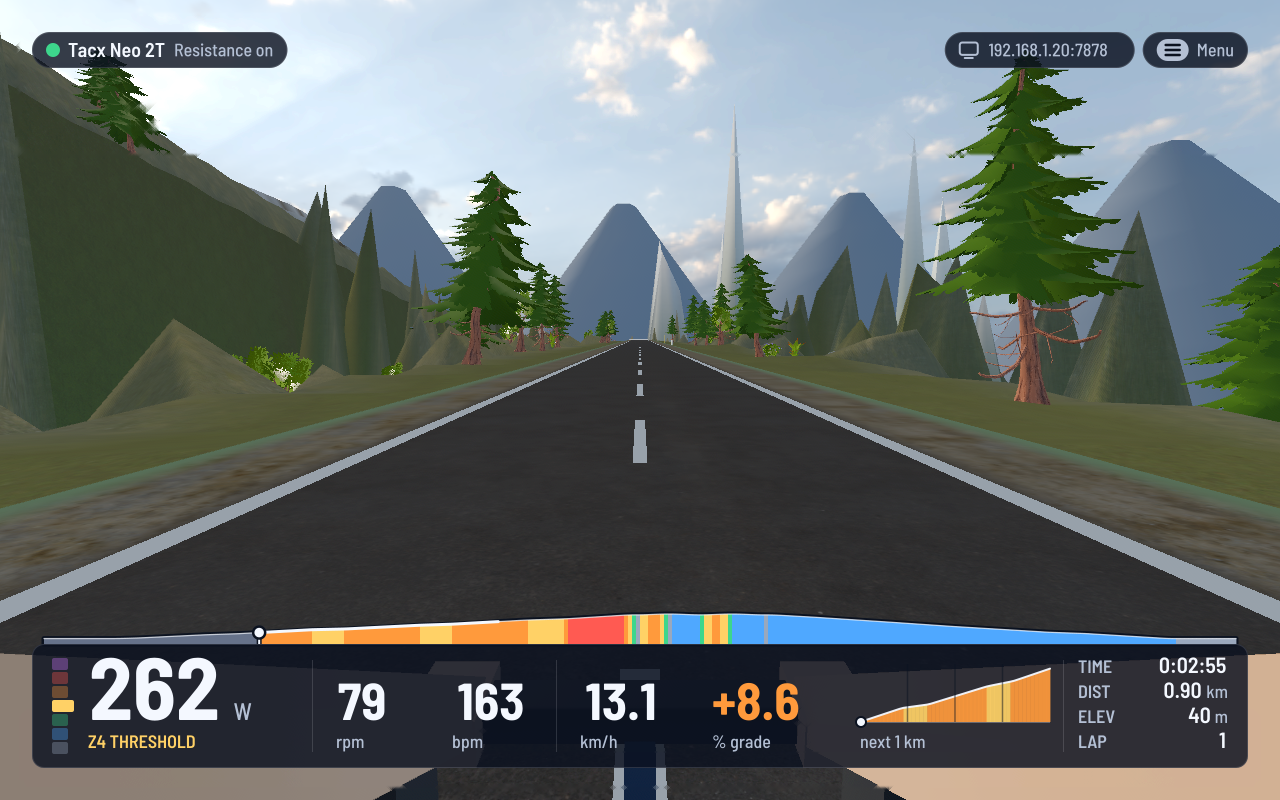 Tacx Neo 2T Resistance on
192.168.1.20:7878
Menu
262 W
Z4 THRESHOLD
79
rpm
163
bpm
13.1
km/h
+8.6
% grade
next 1 km
TIME 0:02:55
DIST 0.90 km
ELEV 40 m
LAP 1